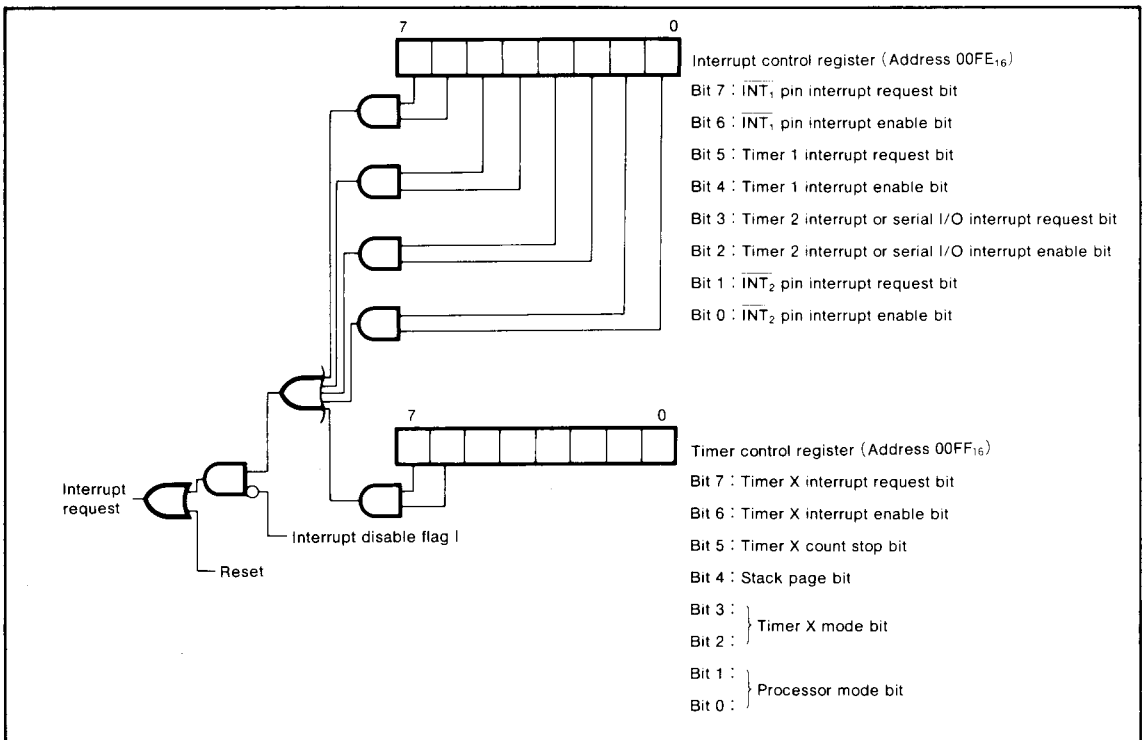 7 0
Interrupt control register (Address 00FE₁₆)
Bit 7 : I̅N̅T̅₁ pin interrupt request bit
Bit 6 : I̅N̅T̅₁ pin interrupt enable bit
Bit 5 : Timer 1 interrupt request bit
Bit 4 : Timer 1 interrupt enable bit
Bit 3 : Timer 2 interrupt or serial I/O interrupt request bit
Bit 2 : Timer 2 interrupt or serial I/O interrupt enable bit
Bit 1 : I̅N̅T̅₂ pin interrupt request bit
Bit 0 : I̅N̅T̅₂ pin interrupt enable bit
7 0
Timer control register (Address 00FF₁₆)
Bit 7 : Timer X interrupt request bit
Bit 6 : Timer X interrupt enable bit
Bit 5 : Timer X count stop bit
Bit 4 : Stack page bit
Bit 3 :
Timer X mode bit
Bit 2 :
Bit 1 :
Processor mode bit
Bit 0 :
Interrupt
request
Interrupt disable flag I
Reset